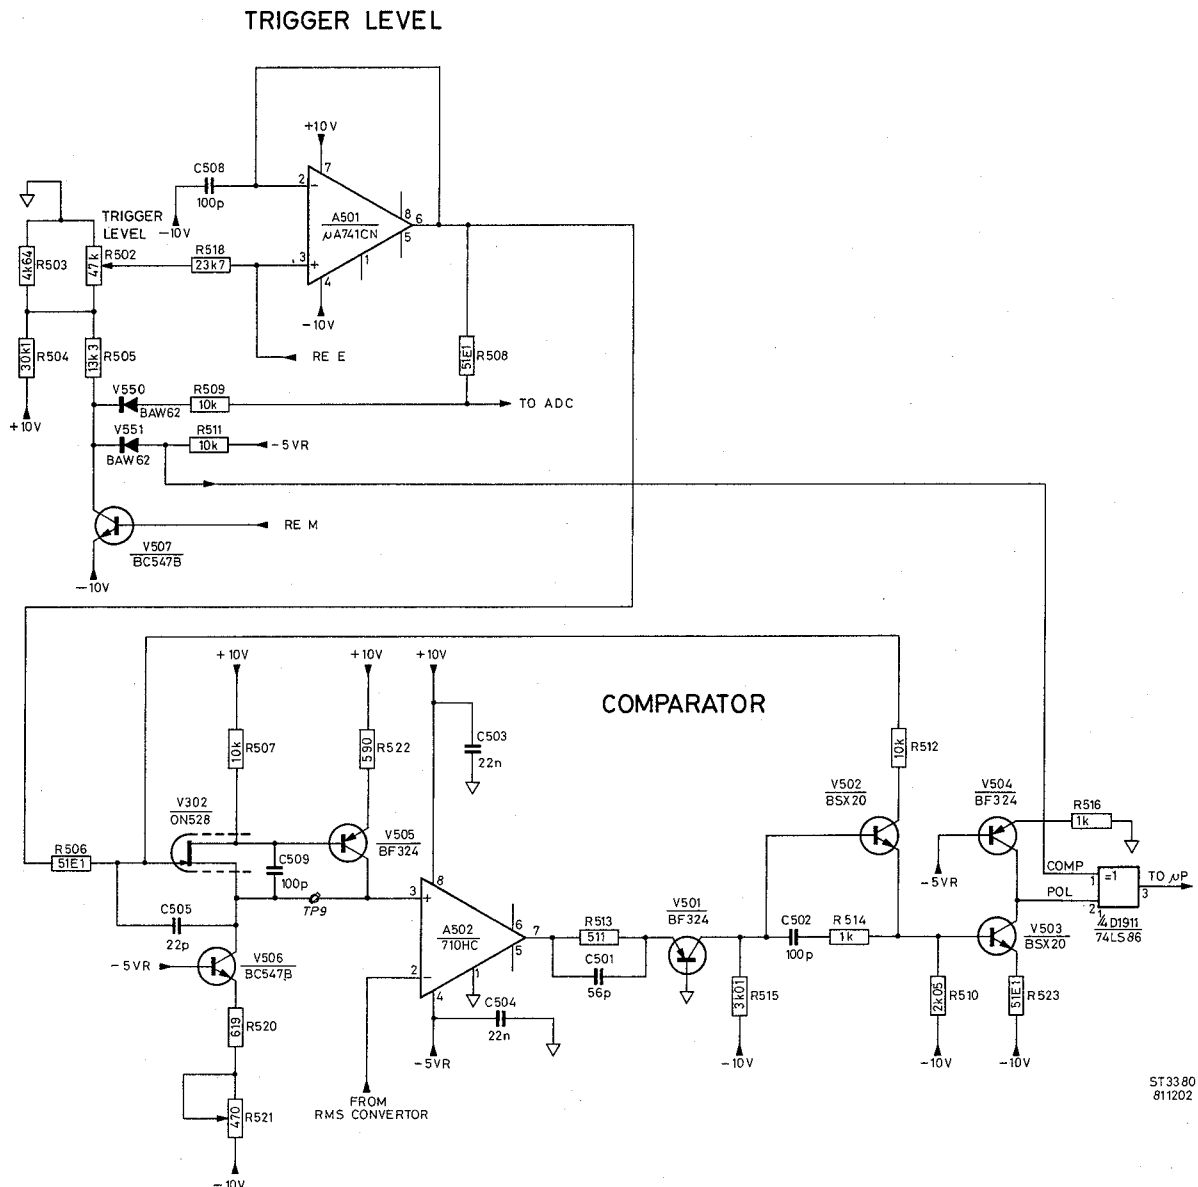 TRIGGER LEVEL
+10V
C508
100p
-10V
TRIGGER
LEVEL
2
7
-
A501
µA741CN
8
6
5
3
+
1
4
-10V
R503
4k64
R502
47k
R518
23k7
RE E
R504
30k1
R505
13k3
R508
51E1
+10V
V550
BAW62
R509
10k
TO ADC
V551
BAW62
R511
10k
-5VR
RE M
V507
BC547B
-10V
COMPARATOR
+10V
+10V
+10V
R507
10k
R522
590
C503
22n
R512
10k
V302
ON528
V505
BF324
V502
BSX20
V504
BF324
R516
1k
R506
51E1
C509
100p
TP9
-5VR
COMP
1
=1
TO µP
3
POL
2
1/4 D1911
74LS86
C505
22p
3
+
8
A502
710HC
6
7
5
2
-
1
4
R513
511
C501
56p
V501
BF324
C502
100p
R514
1k
V503
BSX20
-5VR
V506
BC547B
R515
3k01
R510
2k05
R523
51E1
C504
22n
R520
619
-5VR
-10V
-10V
-10V
R521
470
FROM
RMS CONVERTOR
-10V
ST3380
811202